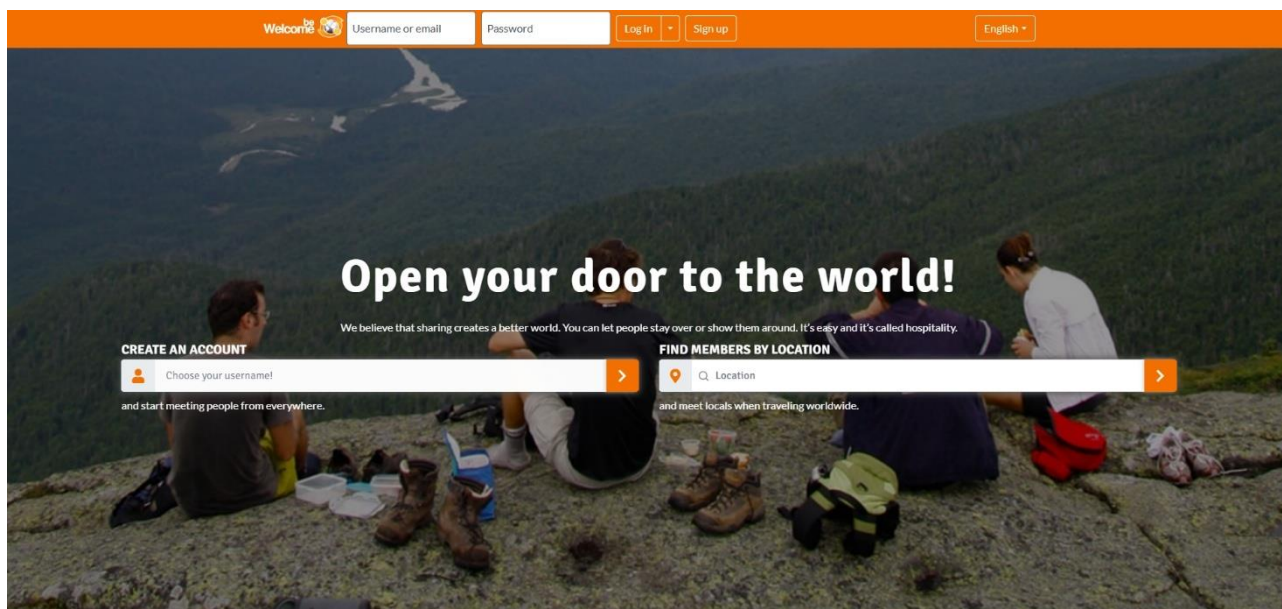 be
Welcome
Username or email
Password
Log in
Sign up
English
Open your door to the world!
We believe that sharing creates a better world. You can let people stay over or show them around. It's easy and it's called hospitality.
CREATE AN ACCOUNT
Choose your username!
and start meeting people from everywhere.
FIND MEMBERS BY LOCATION
Location
and meet locals when traveling worldwide.